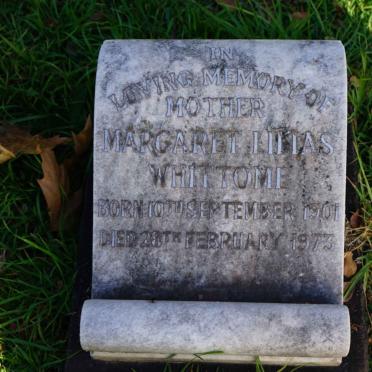 IN
LOVING MEMORY OF
MOTHER
MARGARET LILIAS
WHITTOME
BORN 10TH SEPTEMBER 1901
DIED 28TH FEBRUARY 1973